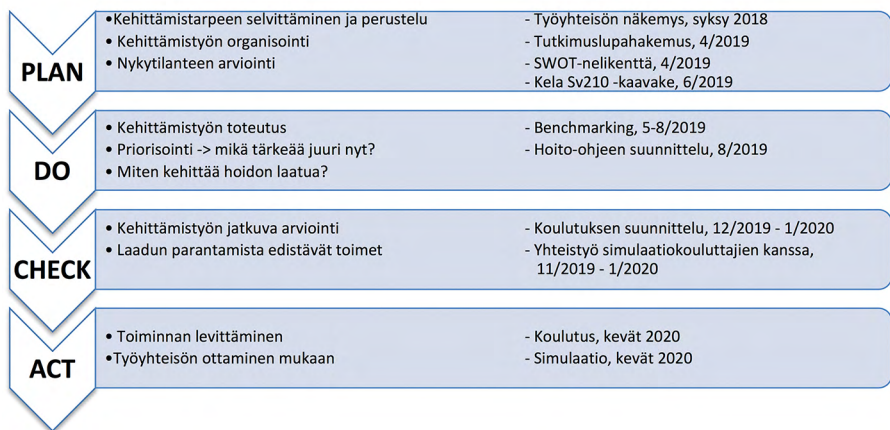 PLAN
•Kehittämistarpeen selvittäminen ja perustelu
- Työyhteisön näkemys, syksy 2018
• Kehittämistyön organisointi
- Tutkimuslupahakemus, 4/2019
• Nykytilanteen arviointi
- SWOT-nelikenttä, 4/2019
- Kela Sv210 -kaavake, 6/2019
DO
• Kehittämistyön toteutus
- Benchmarking, 5-8/2019
• Priorisointi -> mikä tärkeää juuri nyt?
- Hoito-ohjeen suunnittelu, 8/2019
• Miten kehittää hoidon laatua?
CHECK
• Kehittämistyön jatkuva arviointi
- Koulutuksen suunnittelu, 12/2019 - 1/2020
• Laadun parantamista edistävät toimet
- Yhteistyö simulaatiokouluttajien kanssa,
11/2019 - 1/2020
ACT
• Toiminnan levittäminen
- Koulutus, kevät 2020
•Työyhteisön ottaminen mukaan
- Simulaatio, kevät 2020